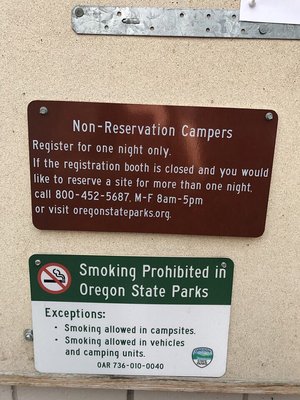 Non-Reservation Campers
Register for one night only.
If the registration booth is closed and you would
like to reserve a site for more than one night,
call 800-452-5687, M-F 8am-5pm
or visit oregonstateparks.org.
Smoking Prohibited in
Oregon State Parks
Exceptions:
• Smoking allowed in campsites.
• Smoking allowed in vehicles
and camping units.
OAR 736-010-0040